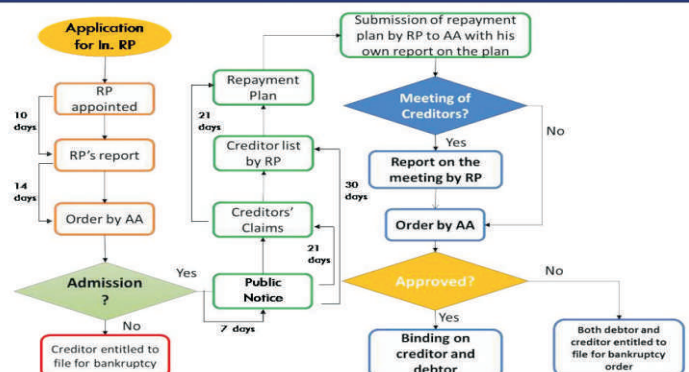 Application
for In. RP
10
days
RP
appointed
RP's report
14
days
Order by AA
Admission
?
Yes
7 days
No
Creditor entitled to
file for bankruptcy
Public
Notice
21
days
Creditors'
Claims
30
days
Creditor list
by RP
21
days
Repayment
Plan
Submission of repayment
plan by RP to AA with his
own report on the plan
Meeting of
Creditors?
No
Yes
Report on the
meeting by RP
Order by AA
Approved?
No
Yes
Binding on
creditor and
debtor
Both debtor and
creditor entitled to
file for bankruptcy
order